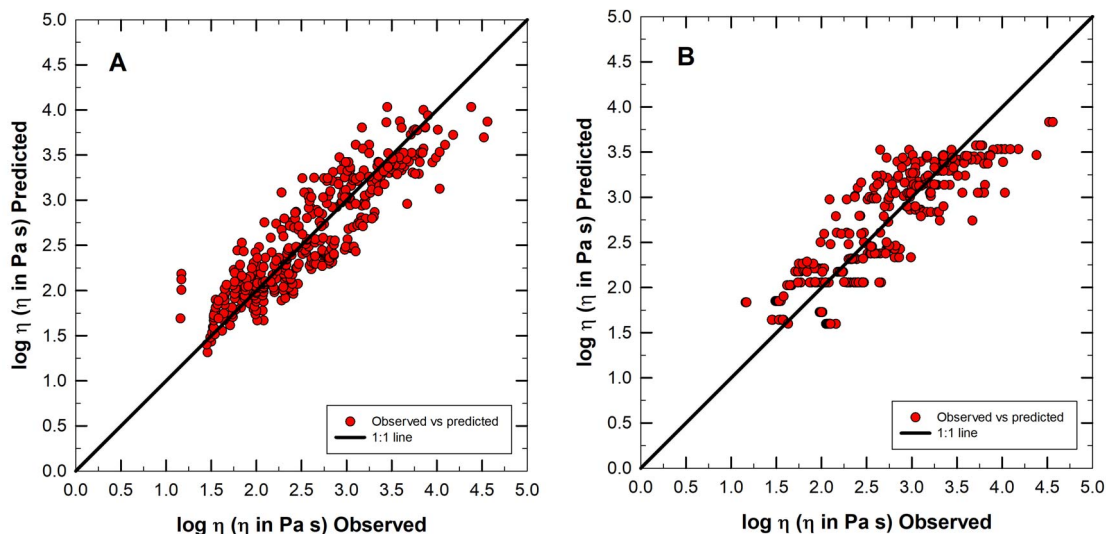 A
5.0
4.5
4.0
3.5
3.0
2.5
2.0
1.5
1.0
0.5
0.0
log η (η in Pa s) Predicted
Observed vs predicted
1:1 line
0.0 0.5 1.0 1.5 2.0 2.5 3.0 3.5 4.0 4.5 5.0
log η (η in Pa s) Observed
B
5.0
4.5
4.0
3.5
3.0
2.5
2.0
1.5
1.0
0.5
0.0
log η (η in Pa s) Predicted
Observed vs predicted
1:1 line
0.0 0.5 1.0 1.5 2.0 2.5 3.0 3.5 4.0 4.5 5.0
log η (η in Pa s) Observed